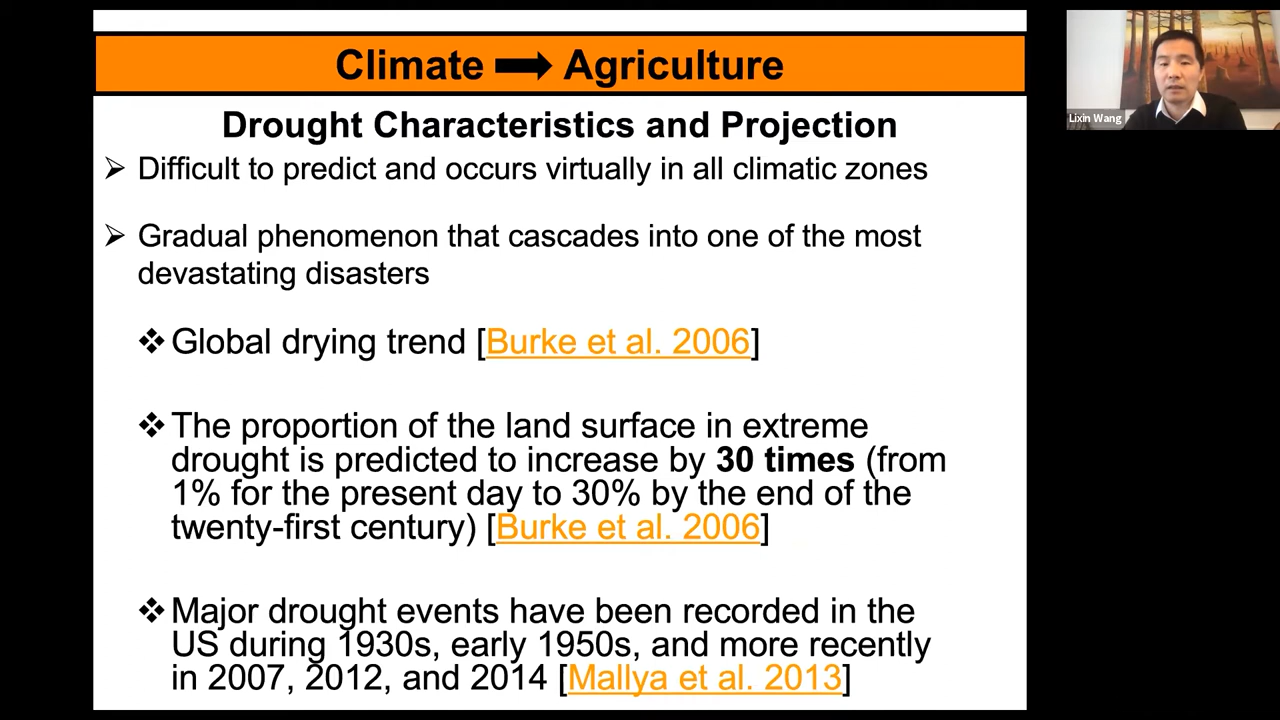 Climate ➡ Agriculture
Drought Characteristics and Projection
➢ Difficult to predict and occurs virtually in all climatic zones
➢ Gradual phenomenon that cascades into one of the most
devastating disasters
❖ Global drying trend [Burke et al. 2006]
❖ The proportion of the land surface in extreme
drought is predicted to increase by 30 times (from
1% for the present day to 30% by the end of the
twenty-first century) [Burke et al. 2006]
❖ Major drought events have been recorded in the
US during 1930s, early 1950s, and more recently
in 2007, 2012, and 2014 [Mallya et al. 2013]
Lixin Wang